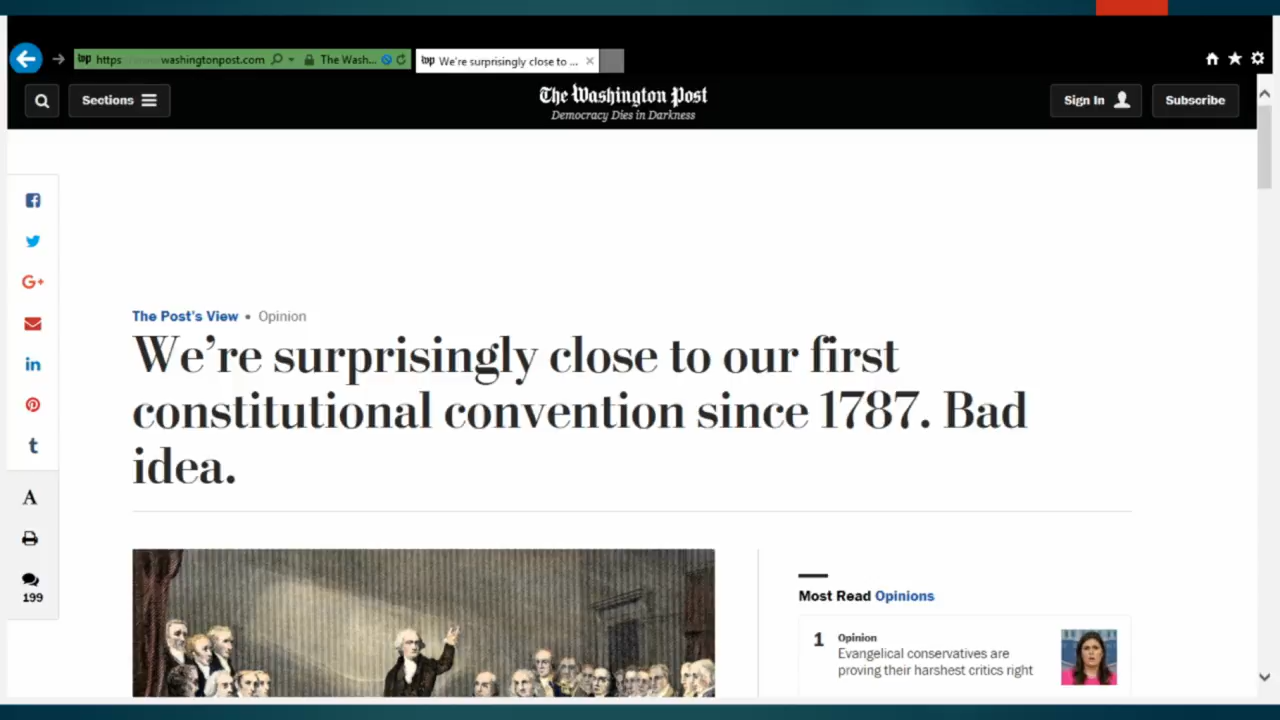 https washingtonpost.com The Wash... We're surprisingly close to ...
Sections
The Washington Post
Democracy Dies in Darkness
Sign In
Subscribe
The Post's View • Opinion
We're surprisingly close to our first
constitutional convention since 1787. Bad
idea.
A
199
Most Read Opinions
1 Opinion
Evangelical conservatives are
proving their harshest critics right